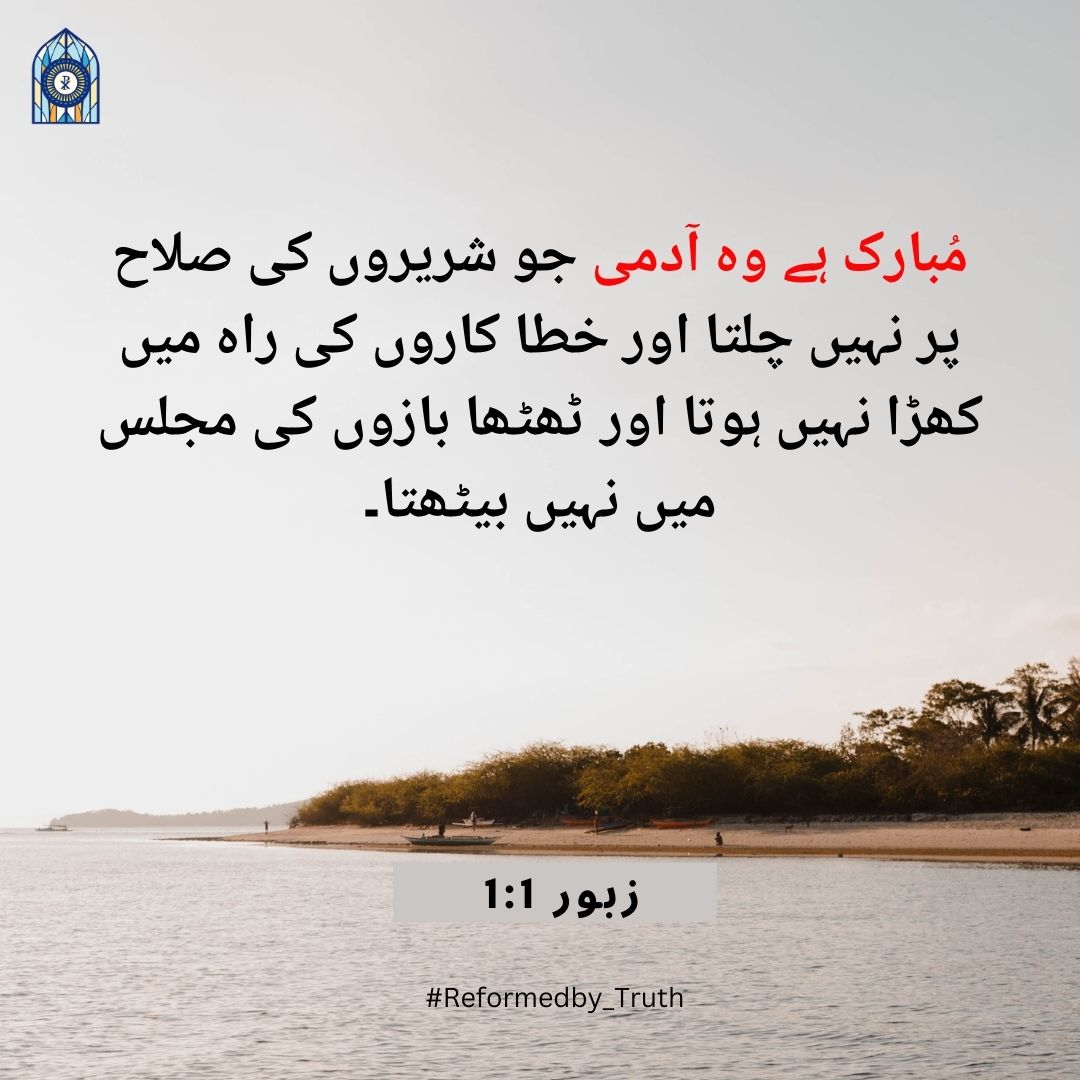 مُبارک ہے وہ آدمی جو شریروں کی صلاح
پر نہیں چلتا اور خطا کاروں کی راہ میں
کھڑا نہیں ہوتا اور ٹھٹھا بازوں کی مجلس
میں نہیں بیٹھتا۔
زبور 1:1
#Reformedby_Truth